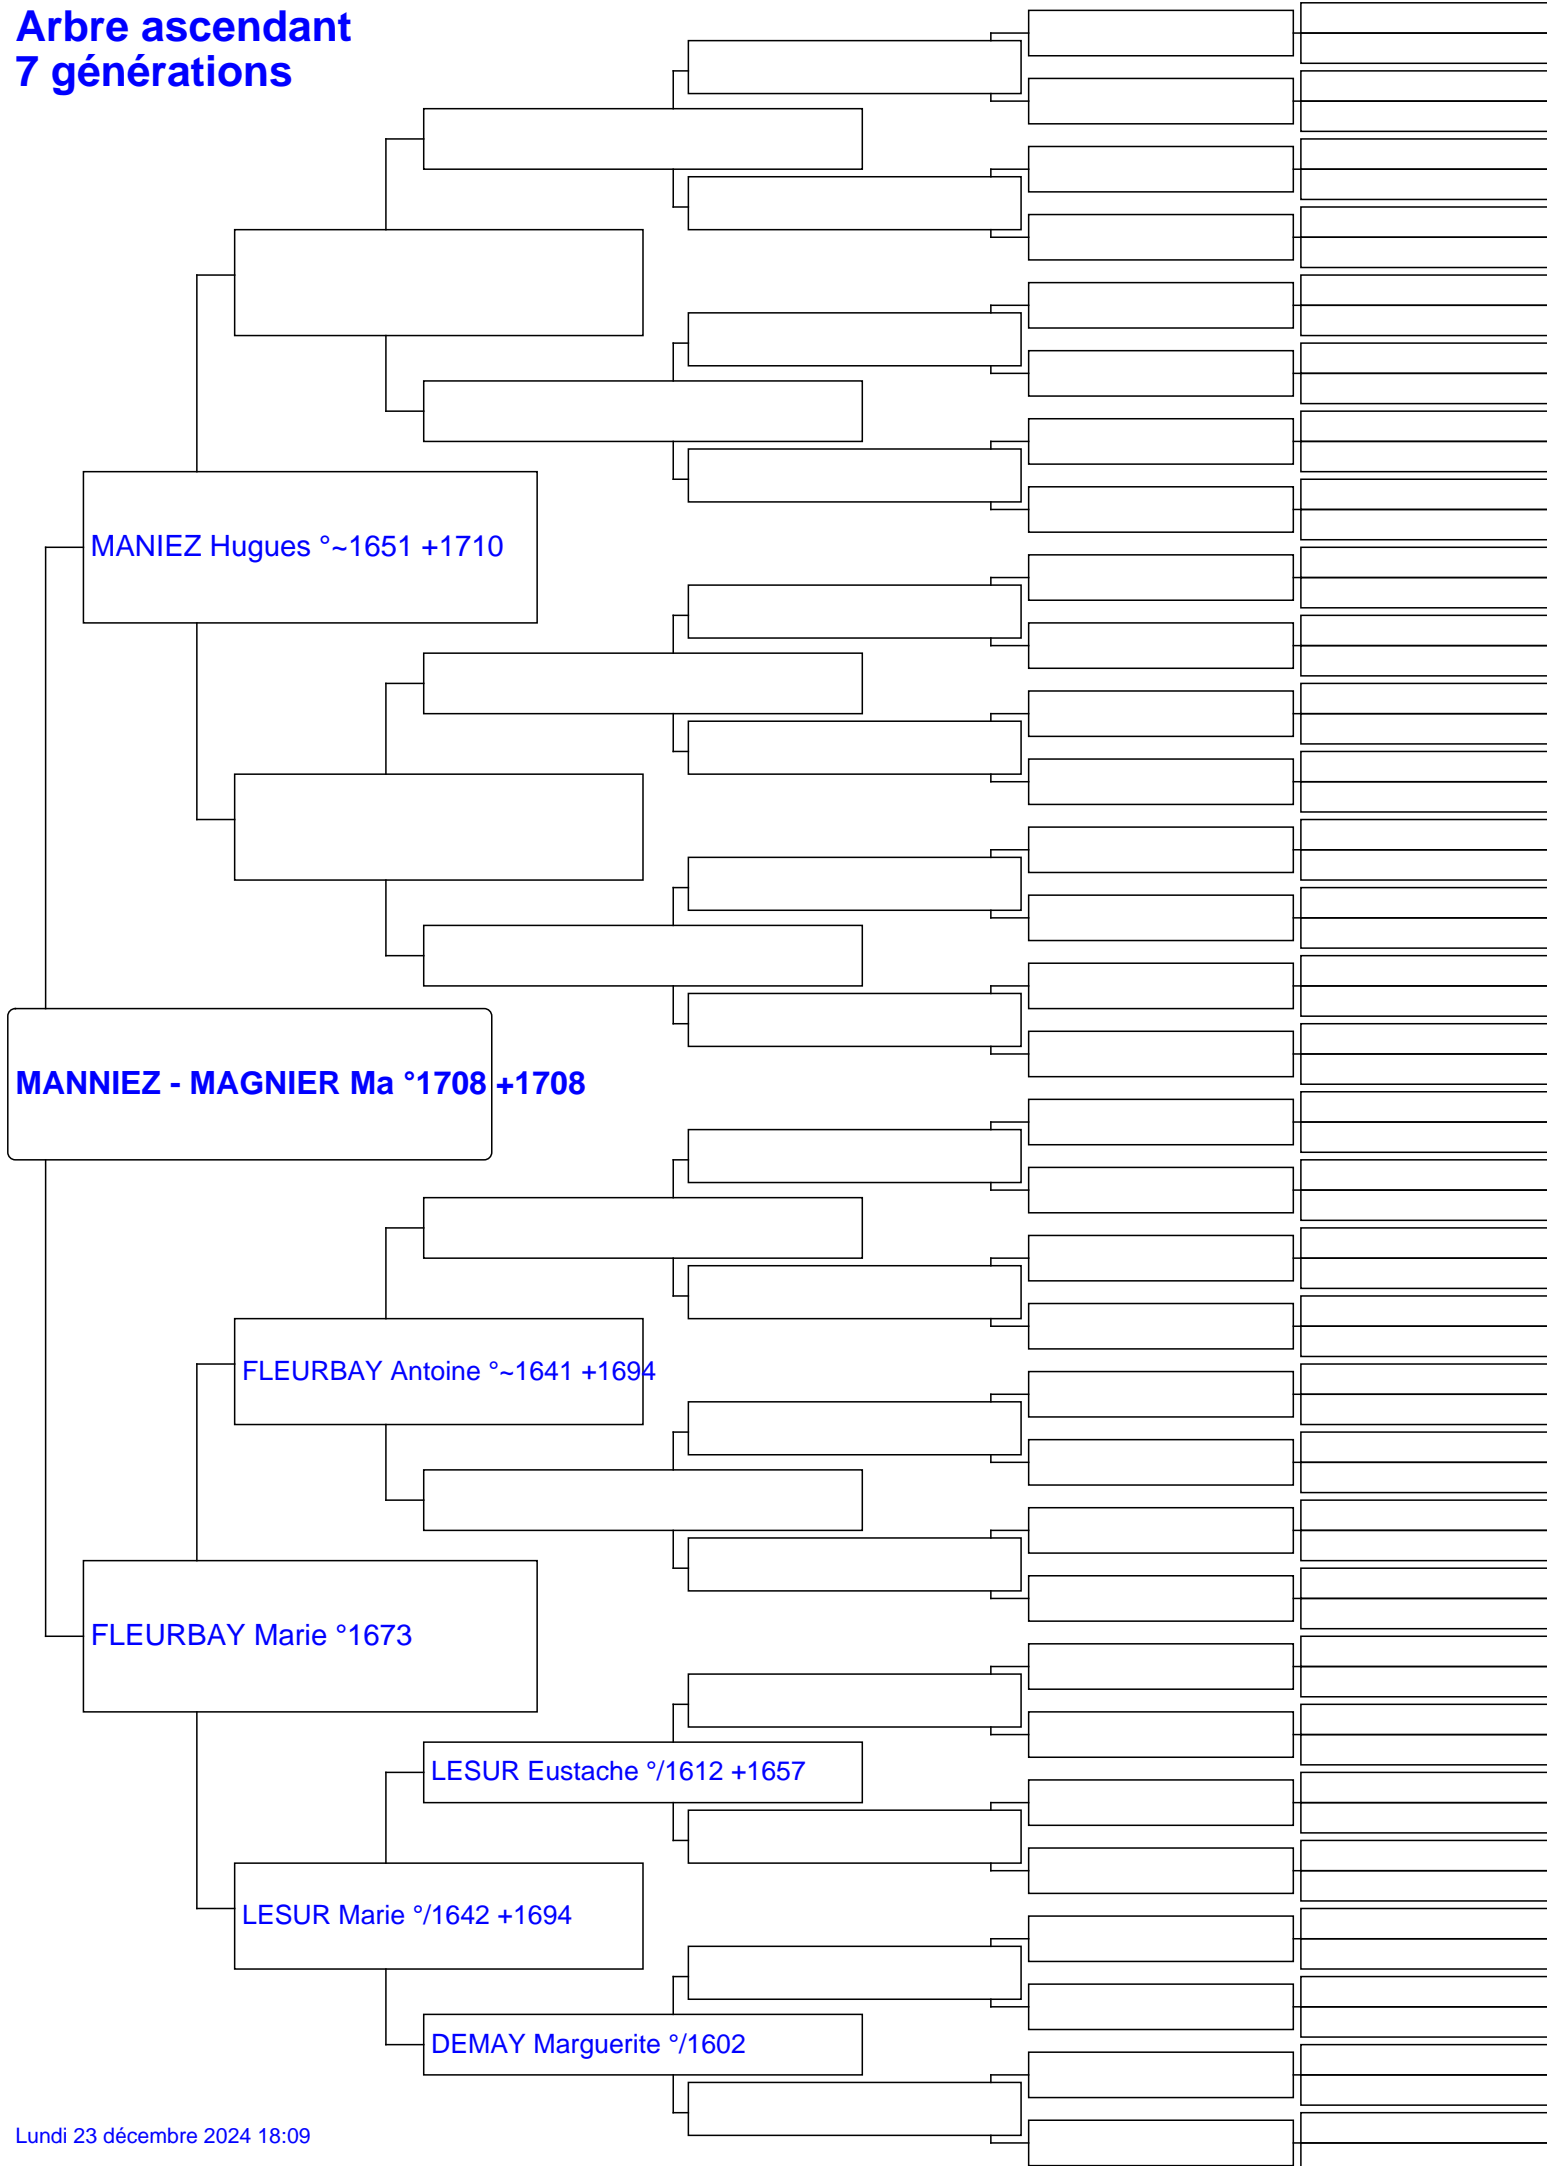 Arbre ascendant
7 générations
MANIEZ Hugues °~1651 +1710
MANNIEZ - MAGNIER Ma °1708 +1708
FLEURBAY Antoine °~1641 +1694
FLEURBAY Marie °1673
LESUR Eustache °/1612 +1657
LESUR Marie °/1642 +1694
DEMAY Marguerite °/1602
Lundi 23 décembre 2024 18:09